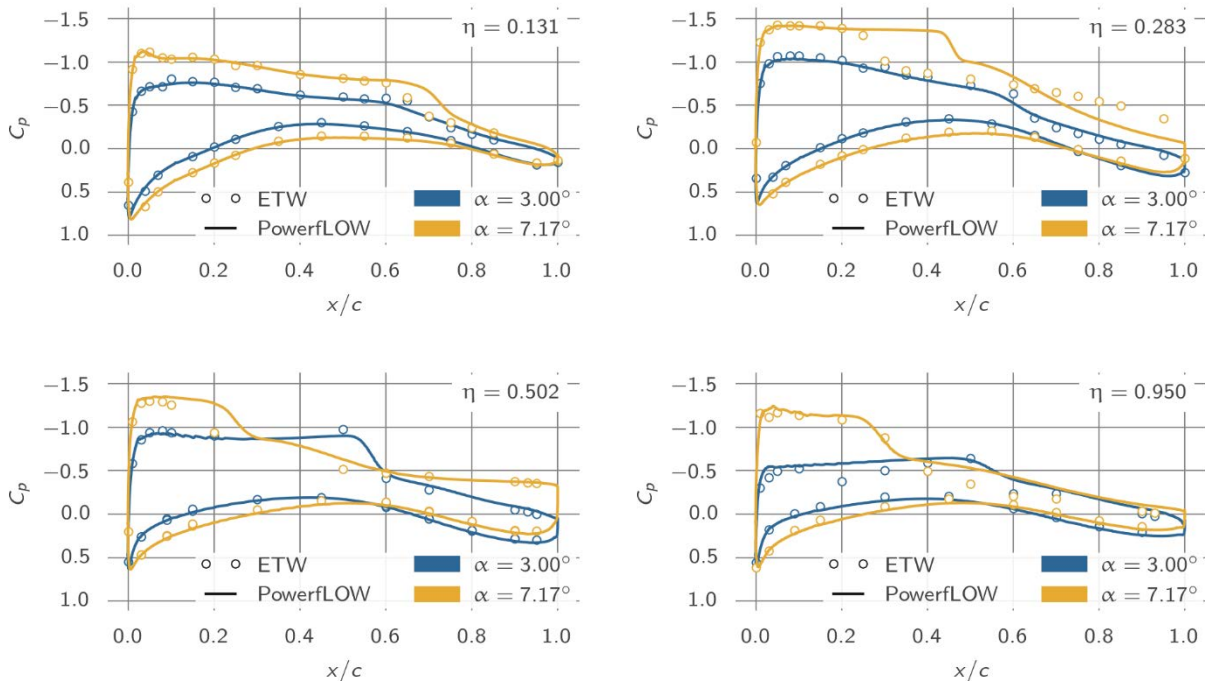 η = 0.131
−1.5
−1.0
−0.5
0.0
0.5
1.0
C_p
ETW
PowerfLOW
α = 3.00°
α = 7.17°
0.0 0.2 0.4 0.6 0.8 1.0
x/c
η = 0.283
−1.5
−1.0
−0.5
0.0
0.5
1.0
C_p
ETW
PowerfLOW
α = 3.00°
α = 7.17°
0.0 0.2 0.4 0.6 0.8 1.0
x/c
η = 0.502
−1.5
−1.0
−0.5
0.0
0.5
1.0
C_p
ETW
PowerfLOW
α = 3.00°
α = 7.17°
0.0 0.2 0.4 0.6 0.8 1.0
x/c
η = 0.950
−1.5
−1.0
−0.5
0.0
0.5
1.0
C_p
ETW
PowerfLOW
α = 3.00°
α = 7.17°
0.0 0.2 0.4 0.6 0.8 1.0
x/c